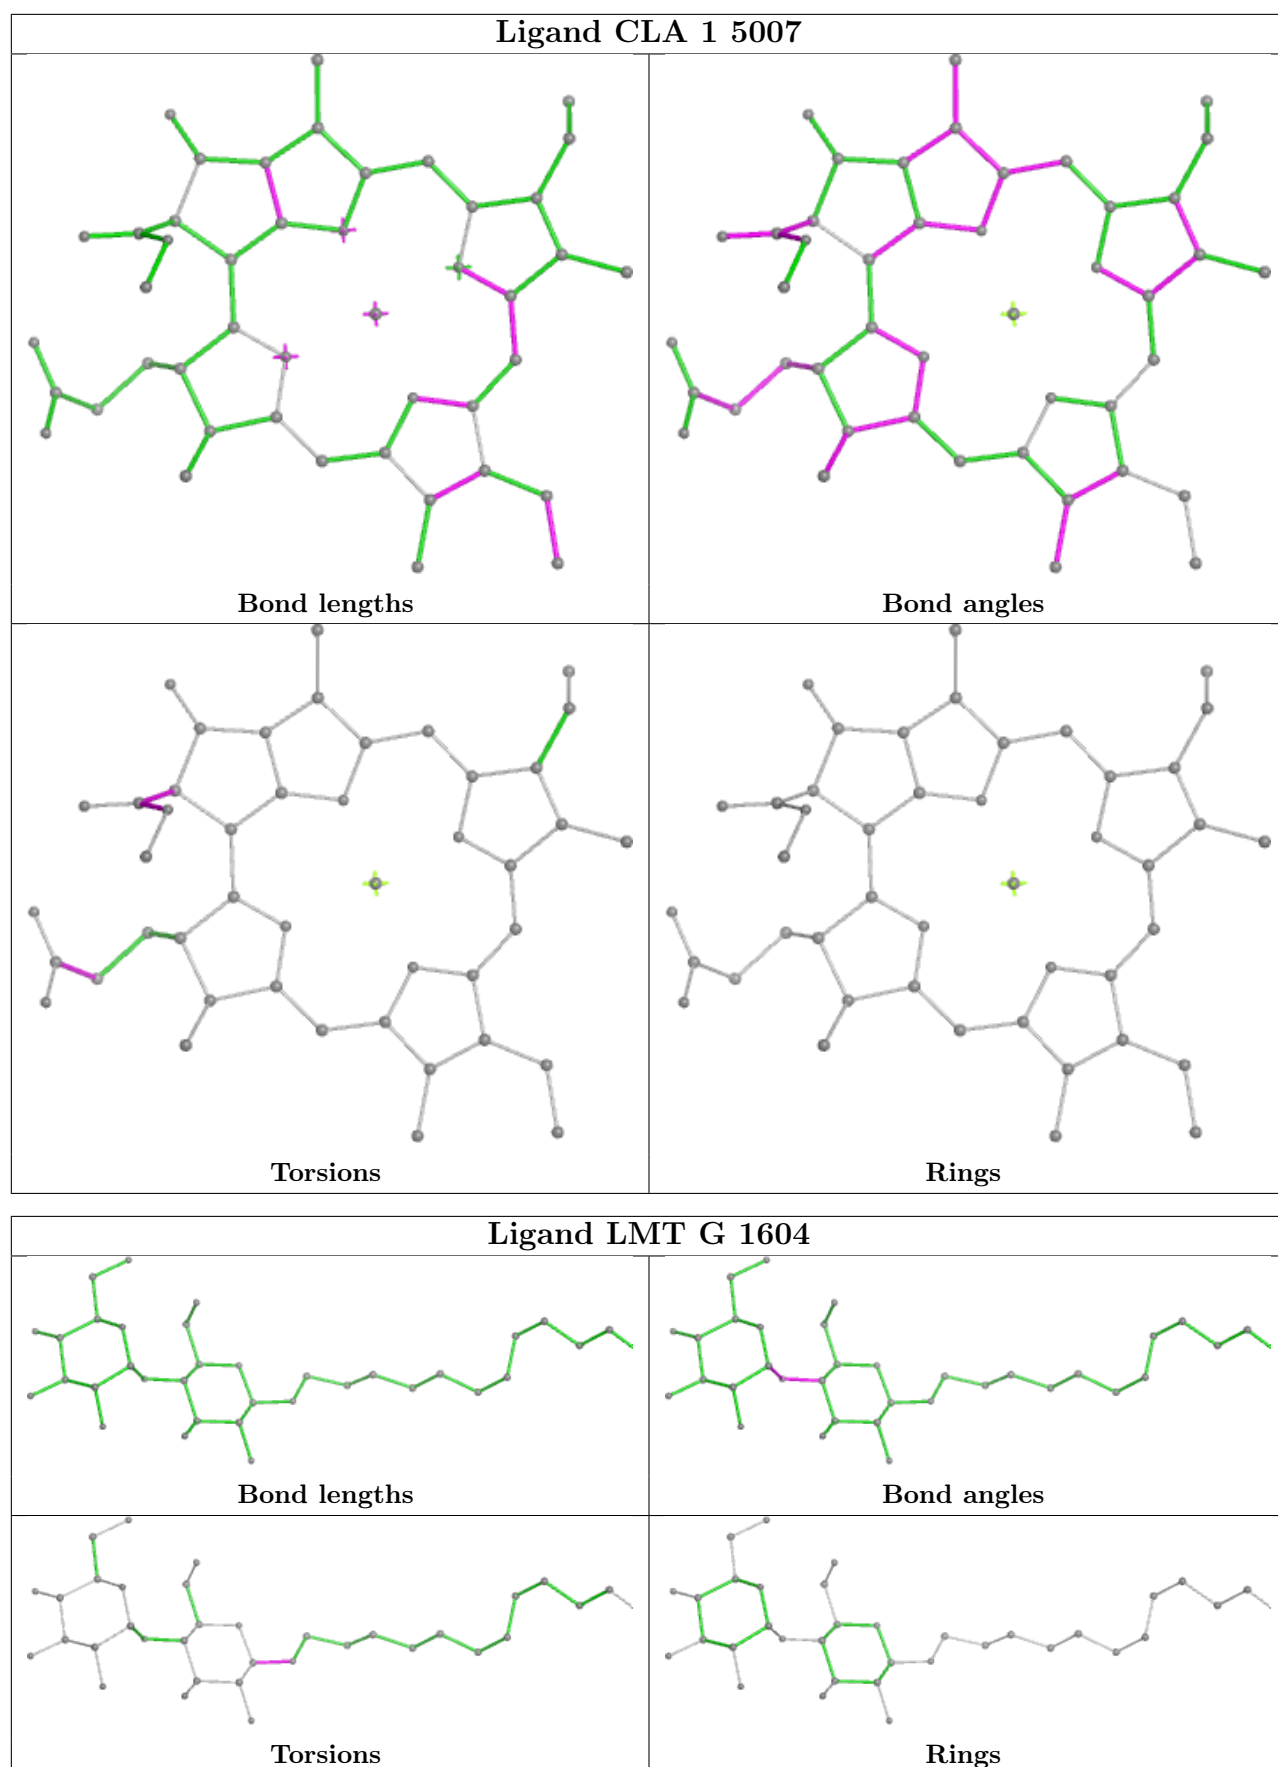 Ligand CLA 1 5007
Bond lengths
Bond angles
Torsions
Rings
Ligand LMT G 1604
Bond lengths
Bond angles
Torsions
Rings